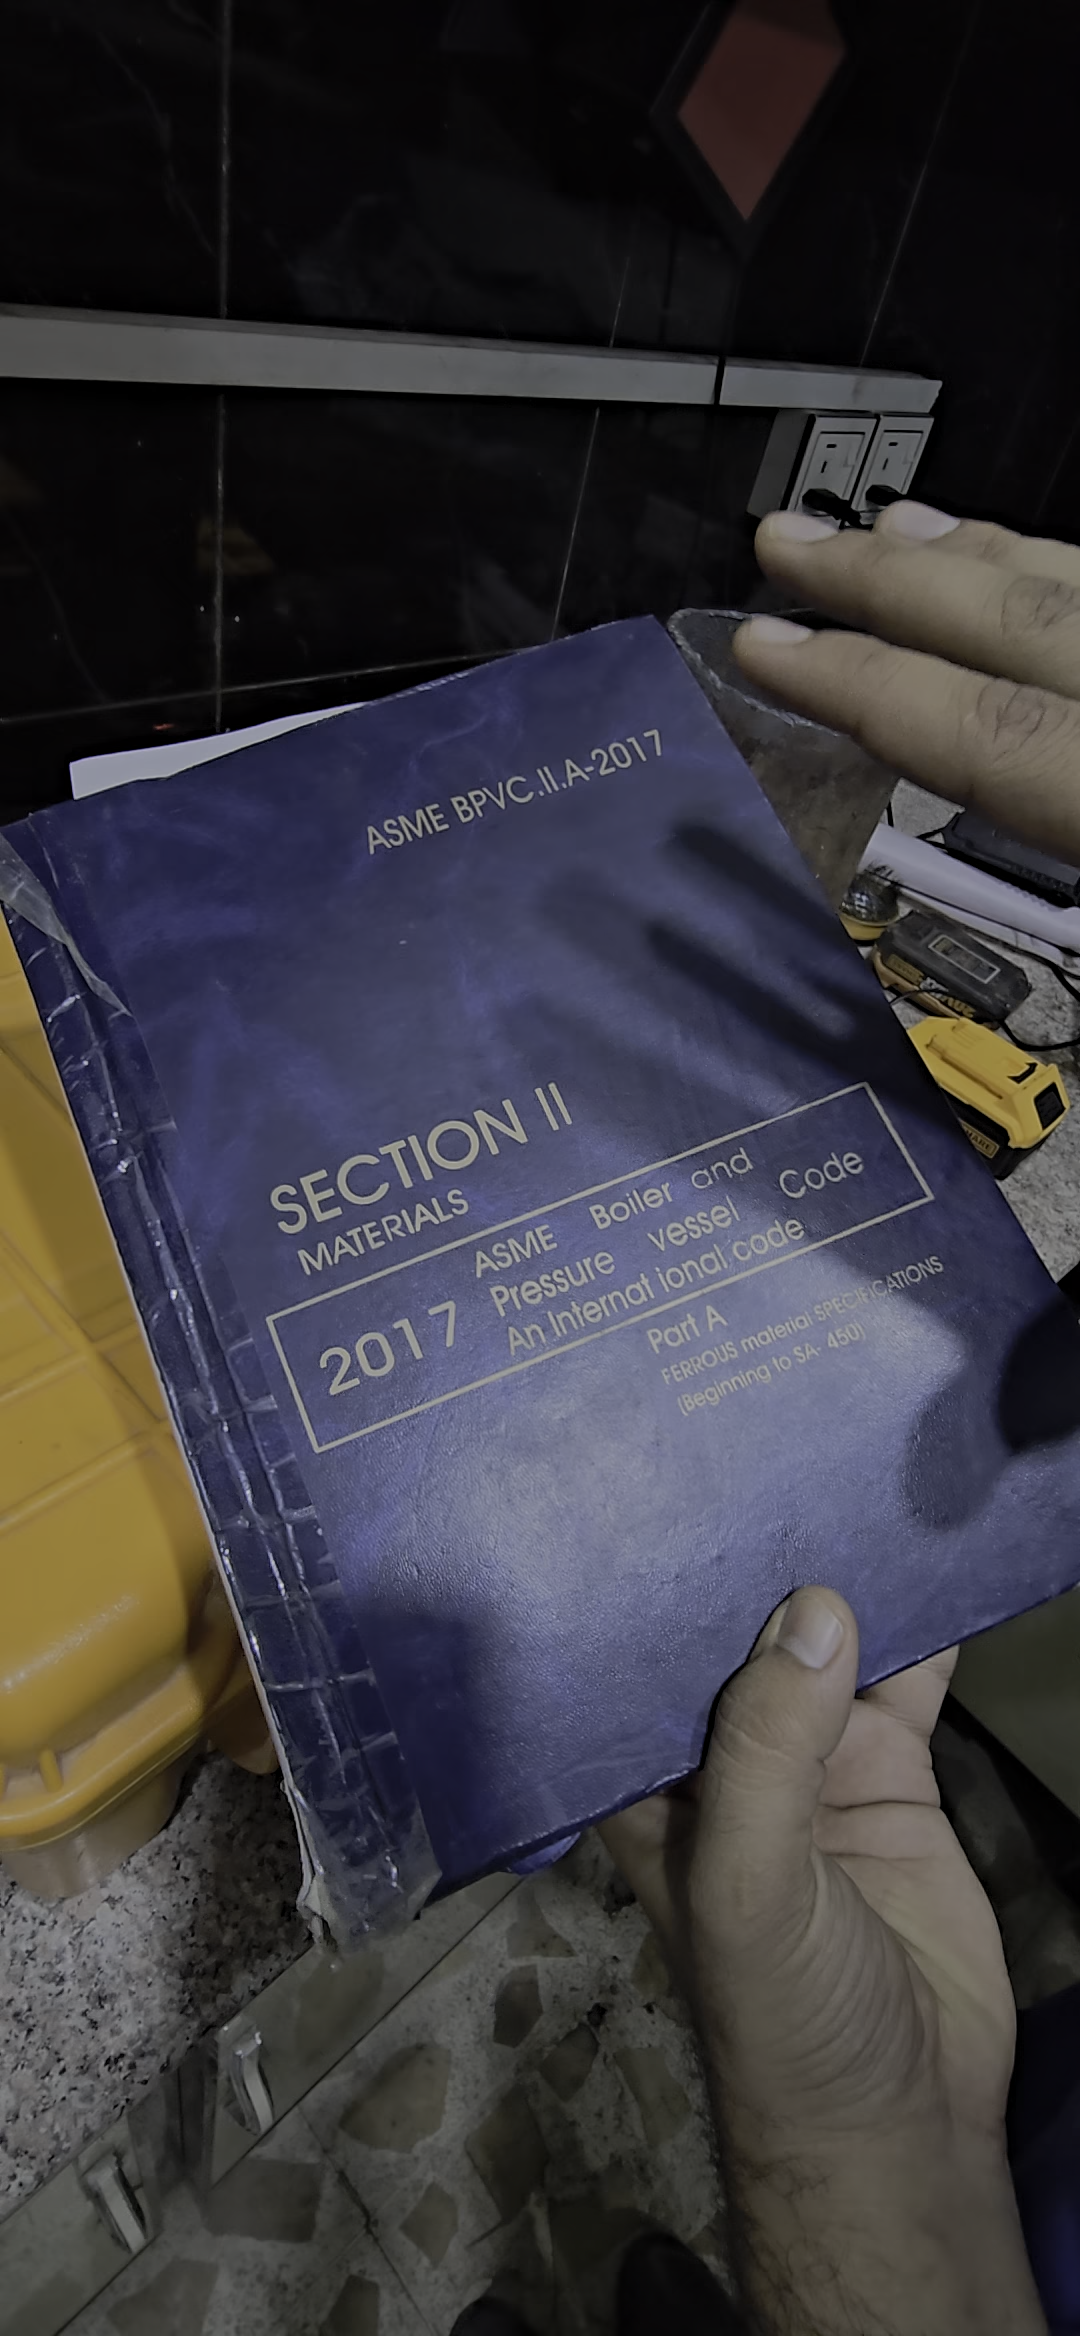 ASME BPVC.II.A-2017
SECTION II
MATERIALS
2017
ASME Boiler and
Pressure vessel Code
An Internat ional code
Part A
FERROUS material SPECIFICATIONS
(Beginning to SA- 450)